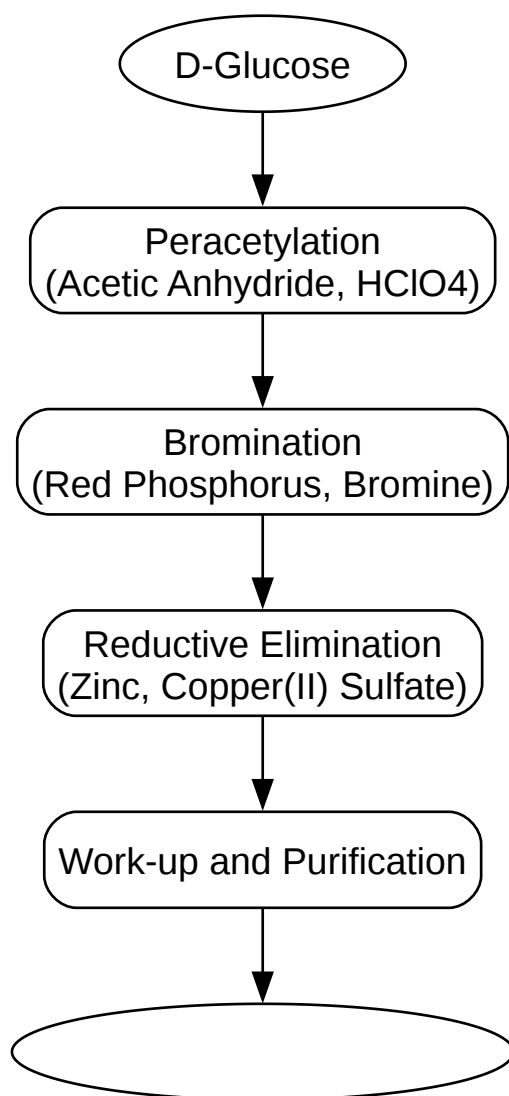 D-Glucose
Peracetylation
(Acetic Anhydride, HClO4)
Bromination
(Red Phosphorus, Bromine)
Reductive Elimination
(Zinc, Copper(II) Sulfate)
Work-up and Purification